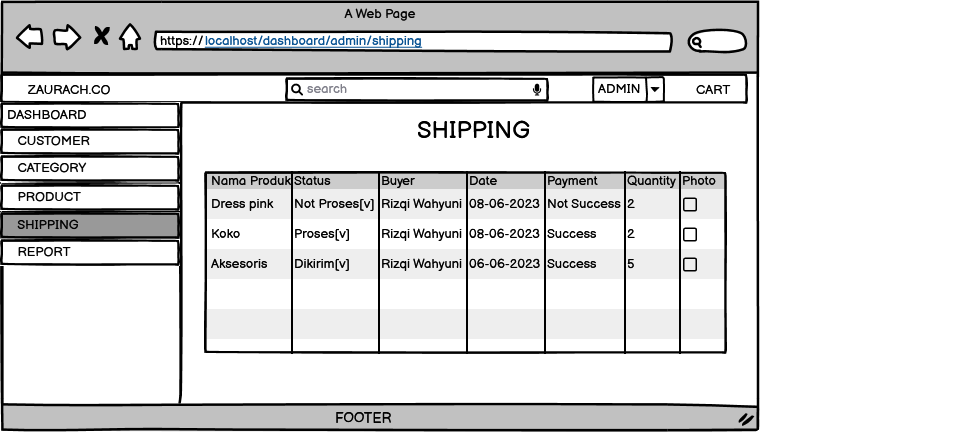 A Web Page
https://localhost/dashboard/admin/shipping
ZAURACH.CO search ADMIN CART
DASHBOARD
CUSTOMER
CATEGORY
PRODUCT
SHIPPING
REPORT
SHIPPING
Nama Produk Status Buyer Date Payment Quantity Photo
Dress pink Not Proses[v] Rizqi Wahyuni 08-06-2023 Not Success 2
Koko Proses[v] Rizqi Wahyuni 08-06-2023 Success 2
Aksesoris Dikirim[v] Rizqi Wahyuni 06-06-2023 Success 5
FOOTER